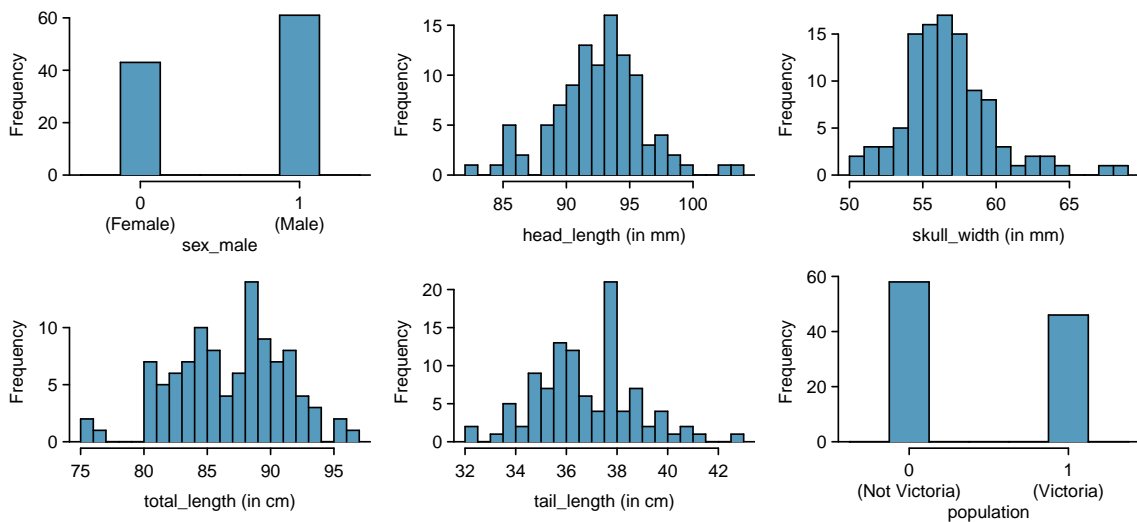 Frequency
60
40
20
0
0 1
(Female) (Male)
sex_male
Frequency
15
10
5
0
85 90 95 100
head_length (in mm)
Frequency
15
10
5
0
50 55 60 65
skull_width (in mm)
Frequency
10
5
0
75 80 85 90 95
total_length (in cm)
Frequency
20
15
10
5
0
32 34 36 38 40 42
tail_length (in cm)
Frequency
60
40
20
0
0 1
(Not Victoria) (Victoria)
population